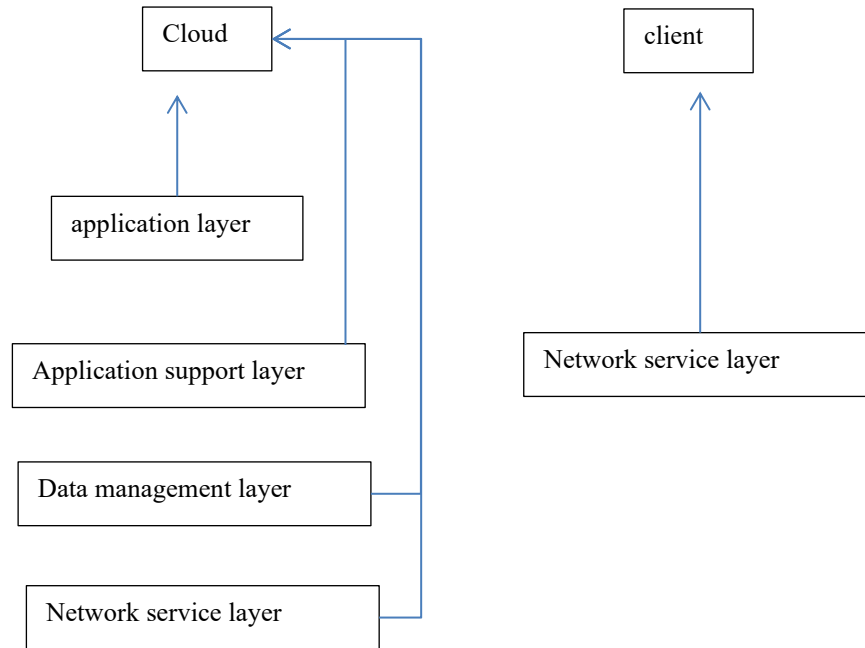 Cloud
client
application layer
Application support layer
Network service layer
Data management layer
Network service layer